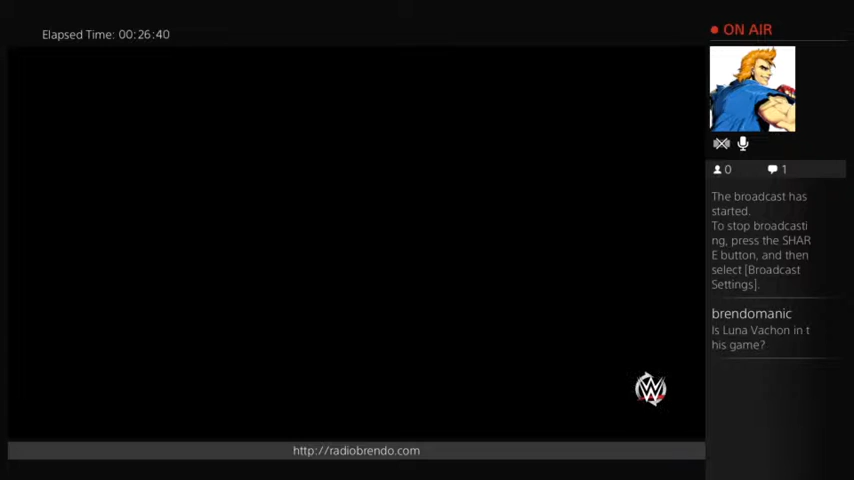 Elapsed Time: 00:26:40
ON AIR
0
1
The broadcast has
started.
To stop broadcasti
ng, press the SHAR
E button, and then
select [Broadcast
Settings].
brendomanic
Is Luna Vachon in t
his game?
W
http://radiobrendo.com